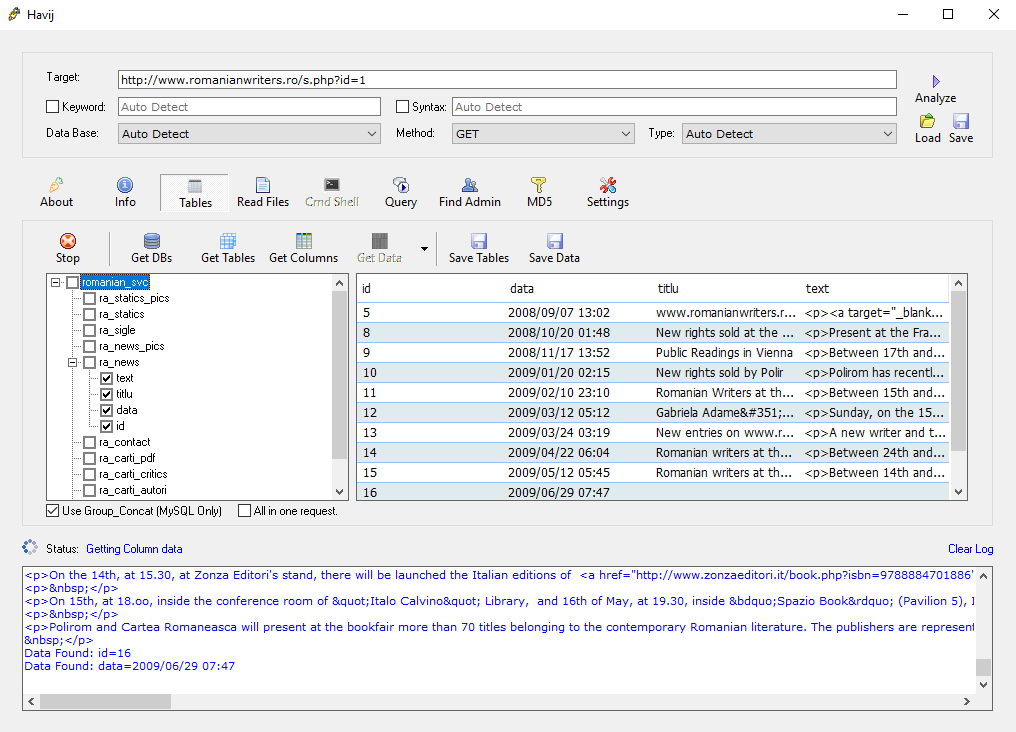 Havij
Target: http://www.romanianwriters.ro/s.php?id=1
Analyze
Keyword: Auto Detect Syntax: Auto Detect
Data Base: Auto Detect Method: GET Type: Auto Detect
Load Save
About Info Tables Read Files Cmd Shell Query Find Admin MD5 Settings
Stop Get DBs Get Tables Get Columns Get Data Save Tables Save Data
romanian_svc
ra_statics_pics
ra_statics
ra_sigle
ra_news_pics
ra_news
text
titlu
data
id
ra_contact
ra_carti_pdf
ra_carti_critics
ra_carti_autori
id data titlu text
5 2008/09/07 13:02 www.romanianwriters.r... <p><a target="_blank...
8 2008/10/20 01:48 New rights sold at the ... <p>Present at the Fra...
9 2008/11/17 13:52 Public Readings in Vienna <p>Between 17th and...
10 2009/01/20 02:15 New rights sold by Polir <p>Polirom has recentl...
11 2009/02/10 23:10 Romanian Writers at th... <p>Between 15th and...
12 2009/03/12 05:12 Gabriela Adame&#351;... <p>Sunday, on the 15...
13 2009/03/24 03:19 New entries on www.r... <p>A new writer and t...
14 2009/04/22 06:04 Romanian writers at th... <p>Between 24th and...
15 2009/05/12 05:45 Romanian writers at th... <p>Between 14th and...
16 2009/06/29 07:47
Use Group_Concat (MySQL Only) All in one request.
Status: Getting Column data Clear Log
<p>On the 14th, at 15.30, at Zonza Editori's stand, there will be launched the Italian editions of <a href="http://www.zonzaeditori.it/book.php?isbn=9788884701886"
<p>&nbsp;</p>
<p>On 15th, at 18.oo, inside the conference room of &quot;Italo Calvino&quot; Library, and 16th of May, at 19.30, inside &bdquo;Spazio Book&rdquo; (Pavilion 5), I
<p>&nbsp;</p>
<p>Polirom and Cartea Romaneasca will present at the bookfair more than 70 titles belonging to the contemporary Romanian literature. The publishers are represent
&nbsp;</p>
Data Found: id=16
Data Found: data=2009/06/29 07:47